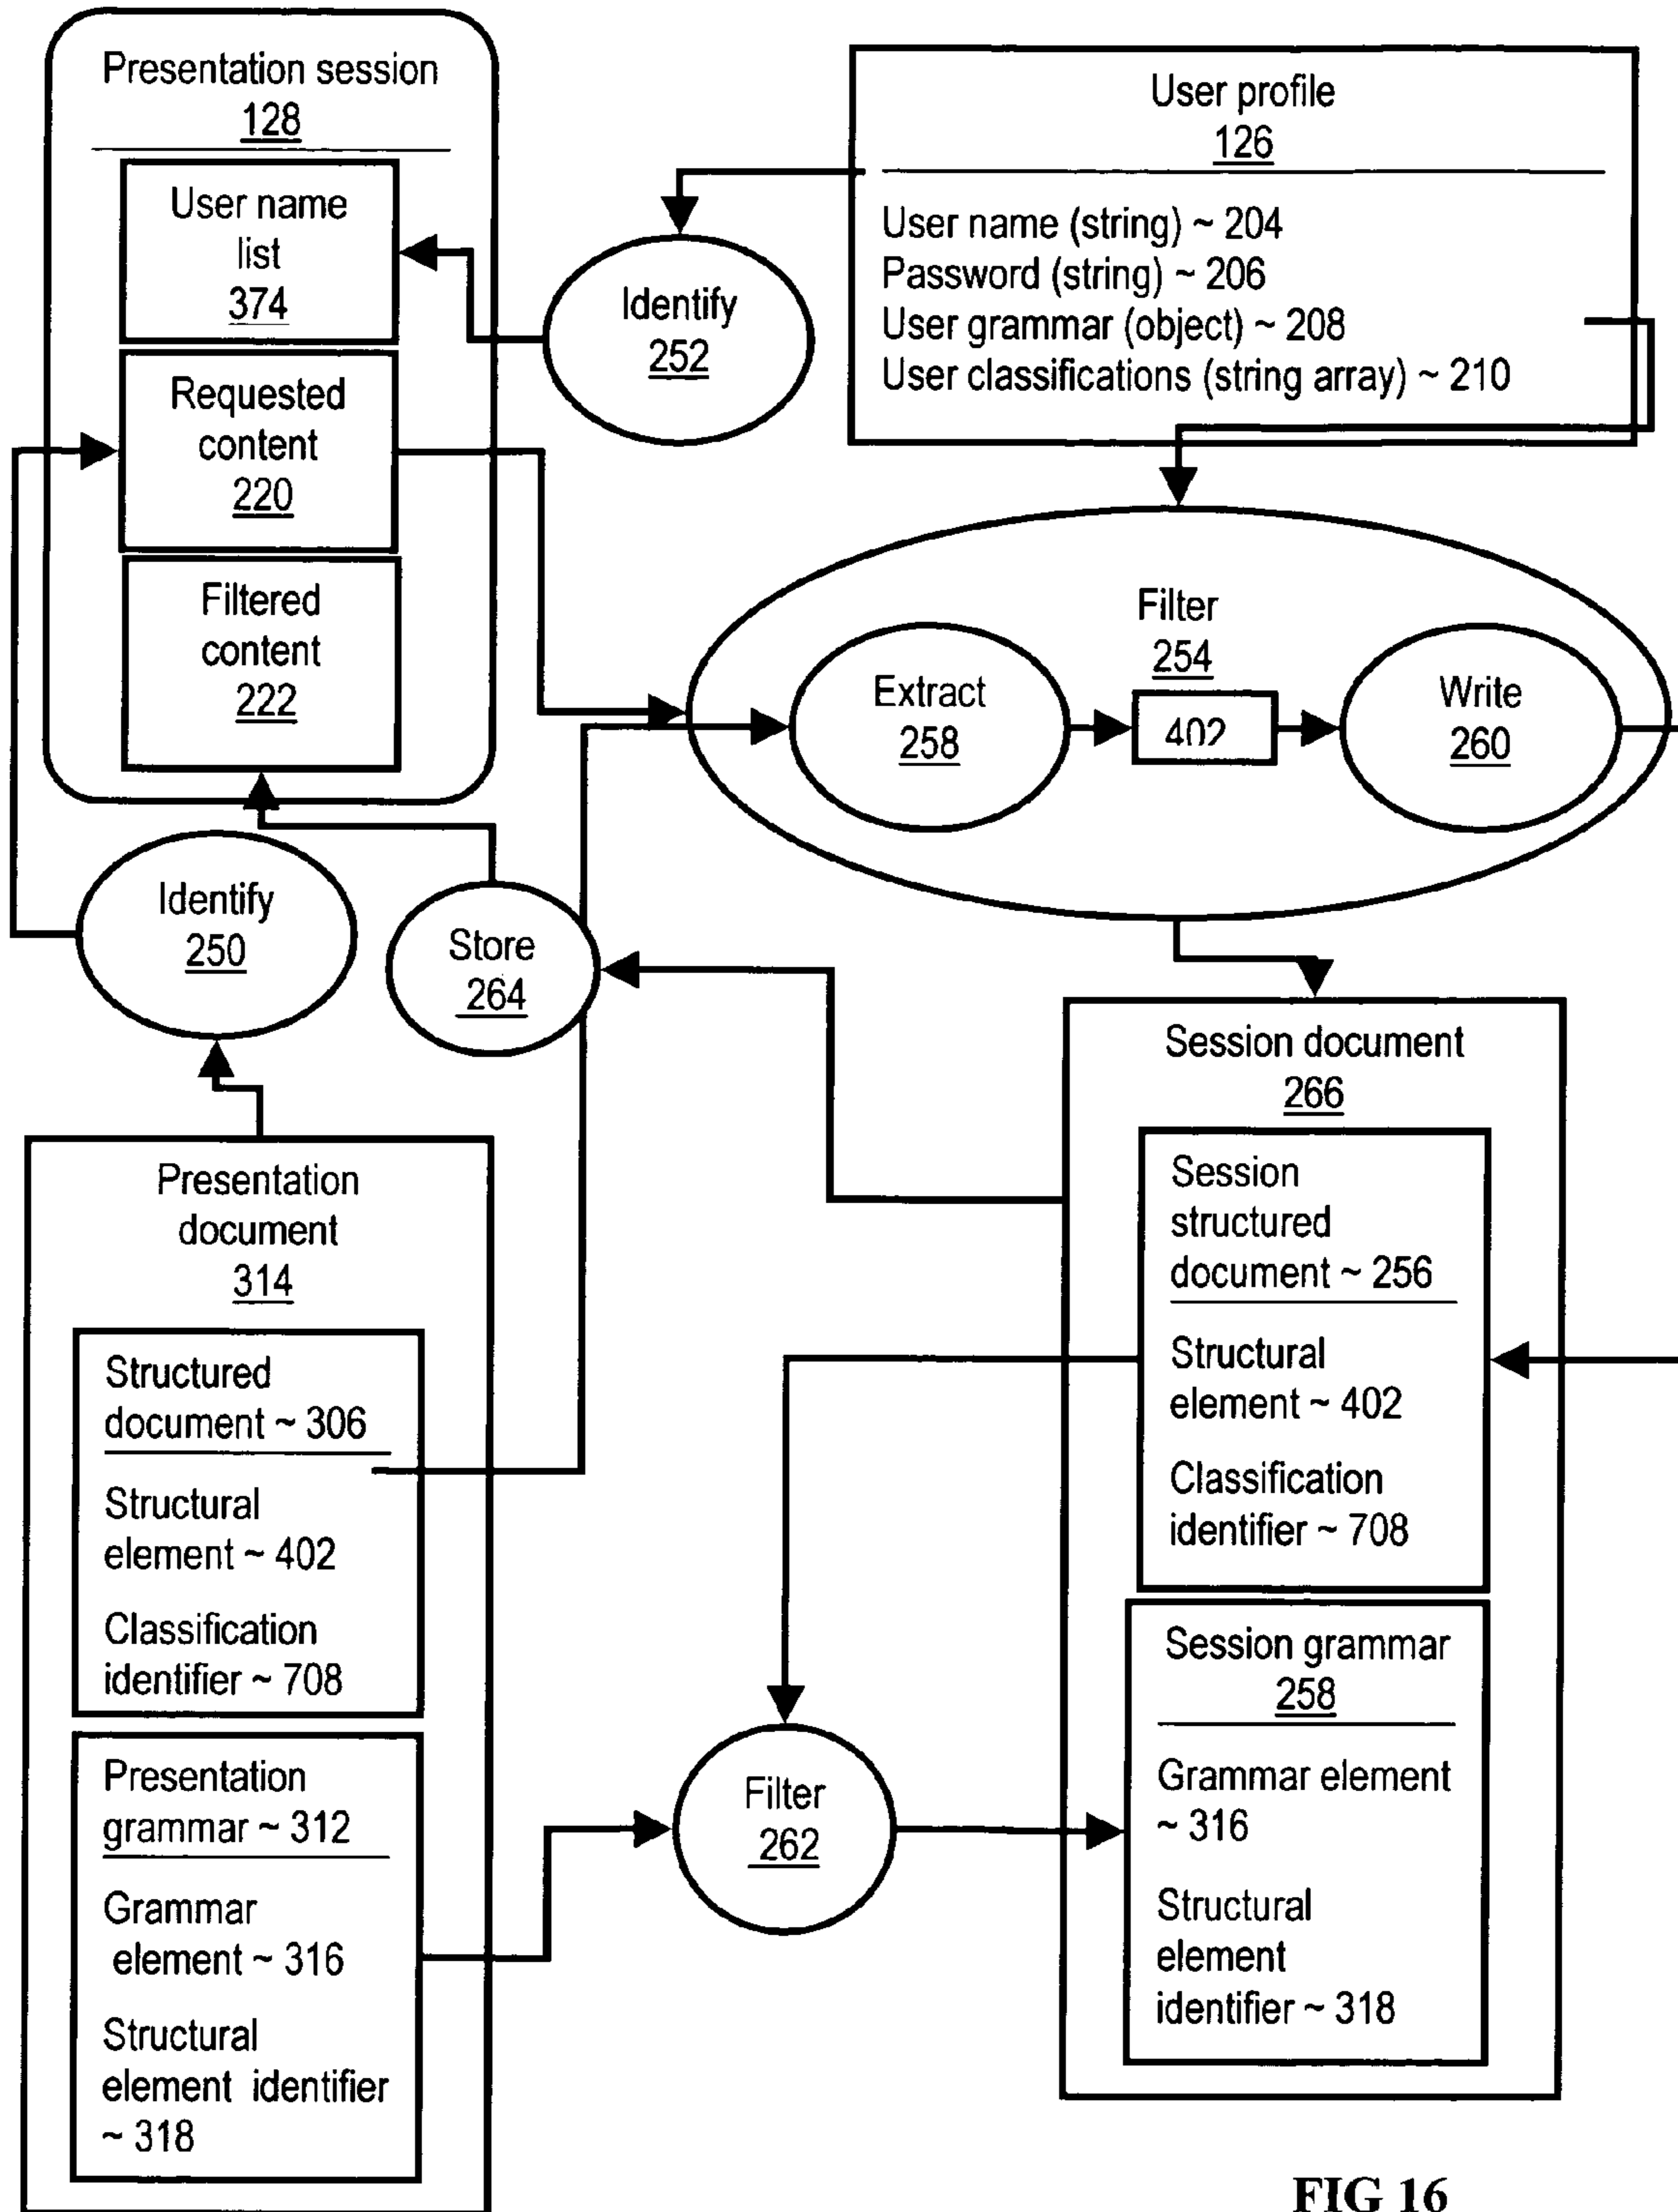 Presentation session
128
User name
list
374
Requested
content
220
Filtered
content
222
User profile
126
User name (string) ~ 204
Password (string) ~ 206
User grammar (object) ~ 208
User classifications (string array) ~ 210
Identify
252
Filter
254
Extract
258
402
Write
260
Identify
250
Store
264
Presentation
document
314
Structured
document ~ 306
Structural
element ~ 402
Classification
identifier ~ 708
Presentation
grammar ~ 312
Grammar
element ~ 316
Structural
element identifier
~ 318
Filter
262
Session document
266
Session
structured
document ~ 256
Structural
element ~ 402
Classification
identifier ~ 708
Session grammar
258
Grammar element
~ 316
Structural
element
identifier ~ 318
FIG 16